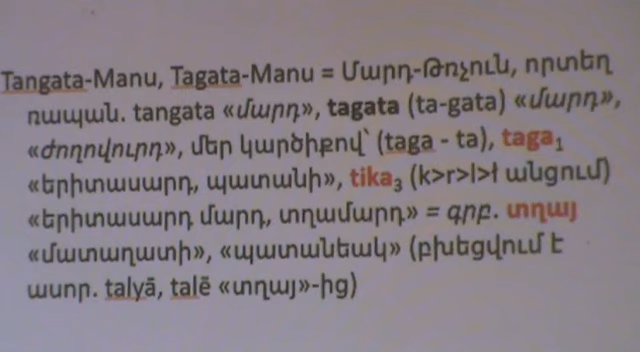 Tangata-Manu, Tagata-Manu = Մարդ-Թռչուն, որտեղ
ռապան. tangata «մարդ», tagata (ta-gata) «մարդ»,
«ժողովուրդ», մեր կարծիքով՝ (taga - ta), taga₁
«երիտասարդ, պատանի», tika₃ (k>r>l>ł անցում)
«երիտասարդ մարդ, տղամարդ» = գրբ. տղայ
«մատաղատի», «պատանեակ» (բխեցվում է
ասոր. talyā, talē «տղայ»-ից)